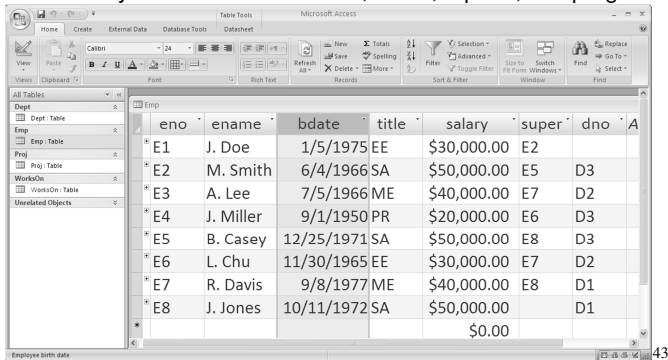 Table Tools
Microsoft Access
Home Create External Data Database Tools Datasheet
View
Paste
Calibri
24
B I U
Refresh All
New
Save
Delete
Totals
Spelling
More
Filter
Selection
Advanced
Toggle Filter
Size to Fit Form
Switch Windows
Find
Replace
Go To
Select
Views Clipboard Font Rich Text Records Sort & Filter Window Find
All Tables
Dept
Dept : Table
Emp
Emp : Table
Proj
Proj : Table
WorksOn
WorksOn : Table
Unrelated Objects
Emp
eno ename bdate title salary super dno A
E1 J. Doe 1/5/1975 EE $30,000.00 E2
E2 M. Smith 6/4/1966 SA $50,000.00 E5 D3
E3 A. Lee 7/5/1966 ME $40,000.00 E7 D2
E4 J. Miller 9/1/1950 PR $20,000.00 E6 D3
E5 B. Casey 12/25/1971 SA $50,000.00 E8 D3
E6 L. Chu 11/30/1965 EE $30,000.00 E7 D2
E7 R. Davis 9/8/1977 ME $40,000.00 E8 D1
E8 J. Jones 10/11/1972 SA $50,000.00 D1
* $0.00
Employee birth date
43